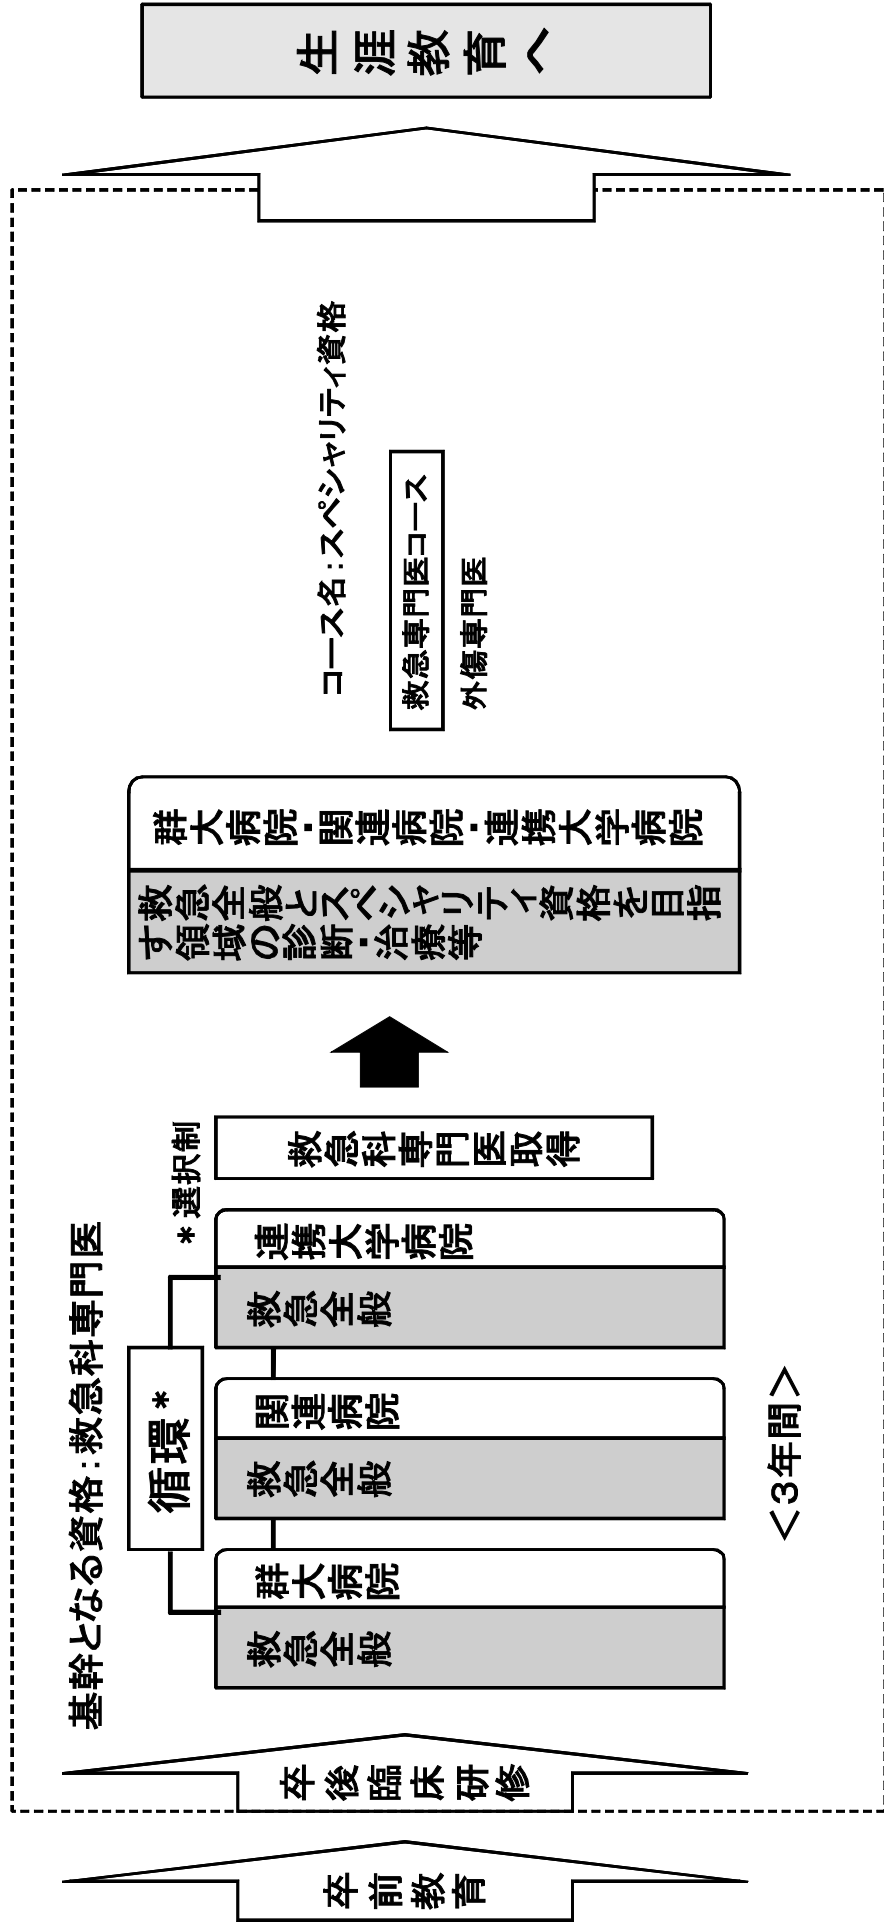 卒前教育
卒後臨床研修
基幹となる資格：救急科専門医
循環*
*選択制
救急全般
群大病院
救急全般
関連病院
救急全般
連携大学病院
救急科専門医取得
＜3年間＞
救急全般とスペシャリティ資格を目指
す領域の診断・治療等
群大病院・関連病院・連携大学病院
コース名：スペシャリティ資格
救急専門医コース
外傷専門医
生涯教育へ